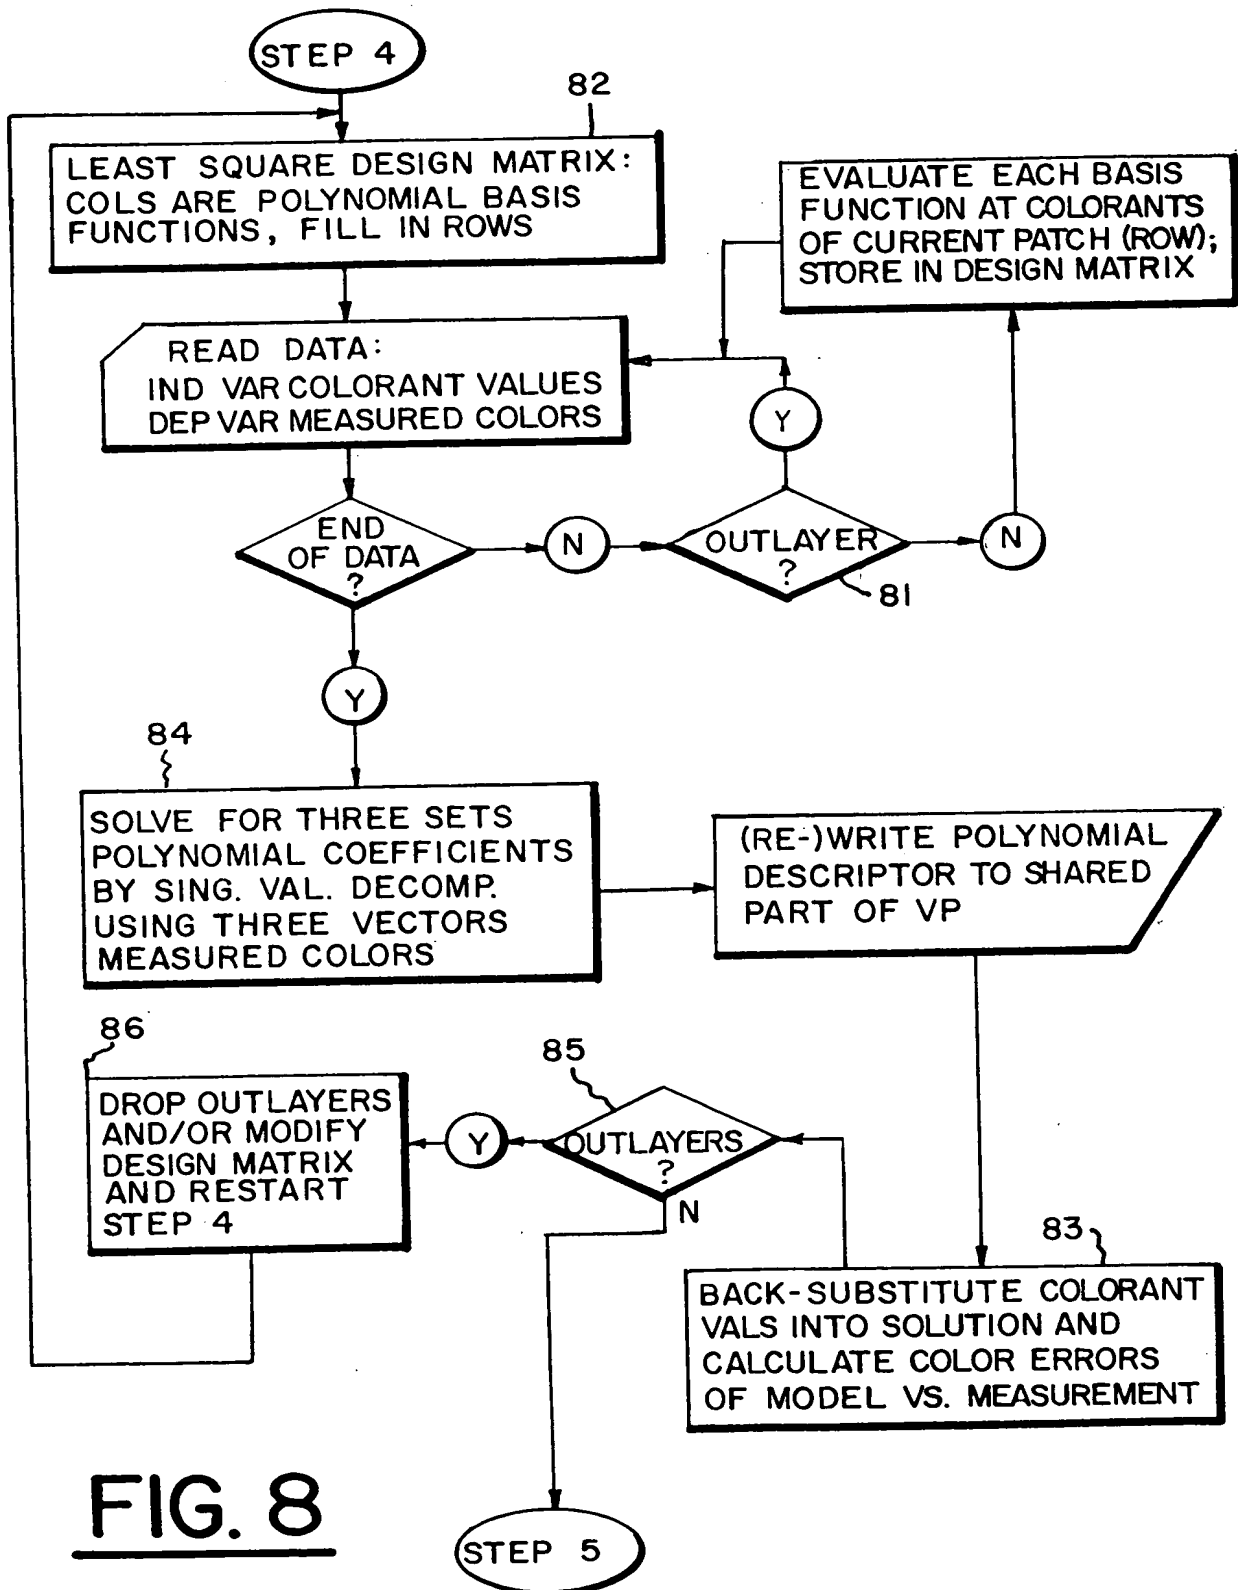 STEP 4
82
LEAST SQUARE DESIGN MATRIX:
COLS ARE POLYNOMIAL BASIS
FUNCTIONS, FILL IN ROWS
EVALUATE EACH BASIS
FUNCTION AT COLORANTS
OF CURRENT PATCH (ROW);
STORE IN DESIGN MATRIX
READ DATA:
IND VAR COLORANT VALUES
DEP VAR MEASURED COLORS
Y
END
OF DATA
?
N
OUTLAYER
?
N
81
Y
84
SOLVE FOR THREE SETS
POLYNOMIAL COEFFICIENTS
BY SING. VAL. DECOMP.
USING THREE VECTORS
MEASURED COLORS
(RE-)WRITE POLYNOMIAL
DESCRIPTOR TO SHARED
PART OF VP
86
DROP OUTLAYERS
AND/OR MODIFY
DESIGN MATRIX
AND RESTART
STEP 4
85
Y
OUTLAYERS
?
N
83
BACK-SUBSTITUTE COLORANT
VALS INTO SOLUTION AND
CALCULATE COLOR ERRORS
OF MODEL VS. MEASUREMENT
FIG. 8
STEP 5